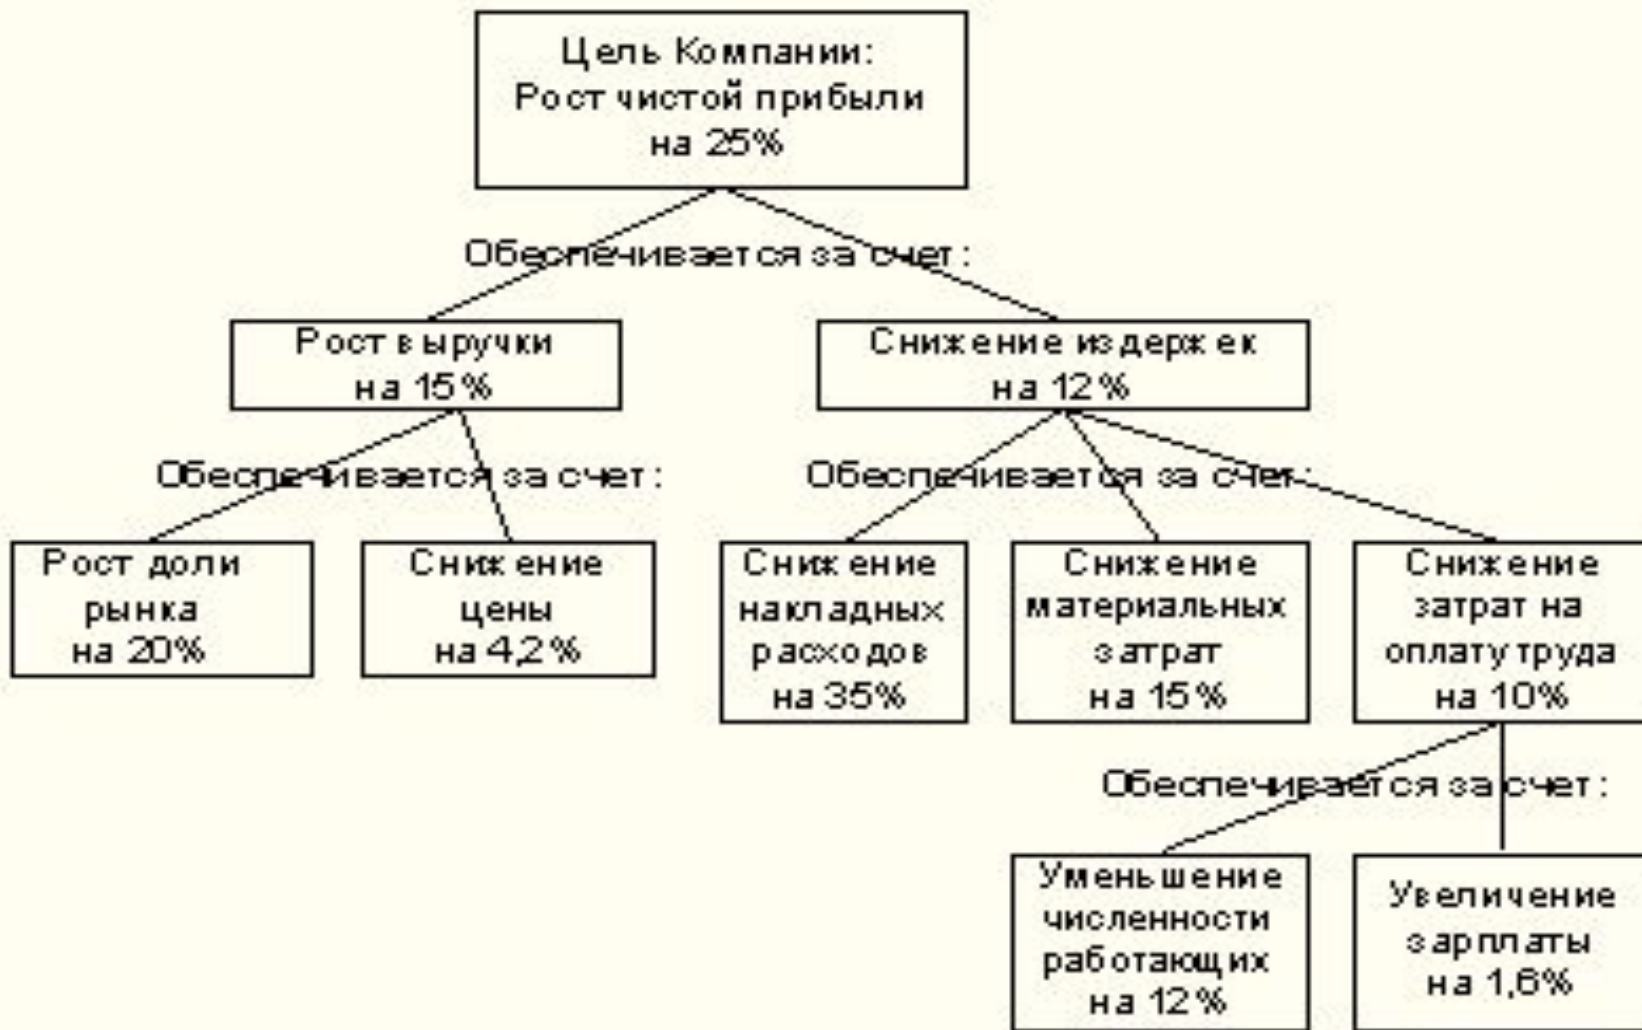 Цель Компании:
Рост чистой прибыли
на 25%
Обеспечивается за счет:
Рост выручки
на 15%
Снижение издержек
на 12%
Обеспечивается за счет:
Обеспечивается за счет:
Рост доли
рынка
на 20%
Снижение
цены
на 4,2%
Снижение
накладных
расходов
на 35%
Снижение
материальных
затрат
на 15%
Снижение
затрат на
оплату труда
на 10%
Обеспечивается за счет:
Уменьшение
численности
работающих
на 12%
Увеличение
зарплаты
на 1,6%